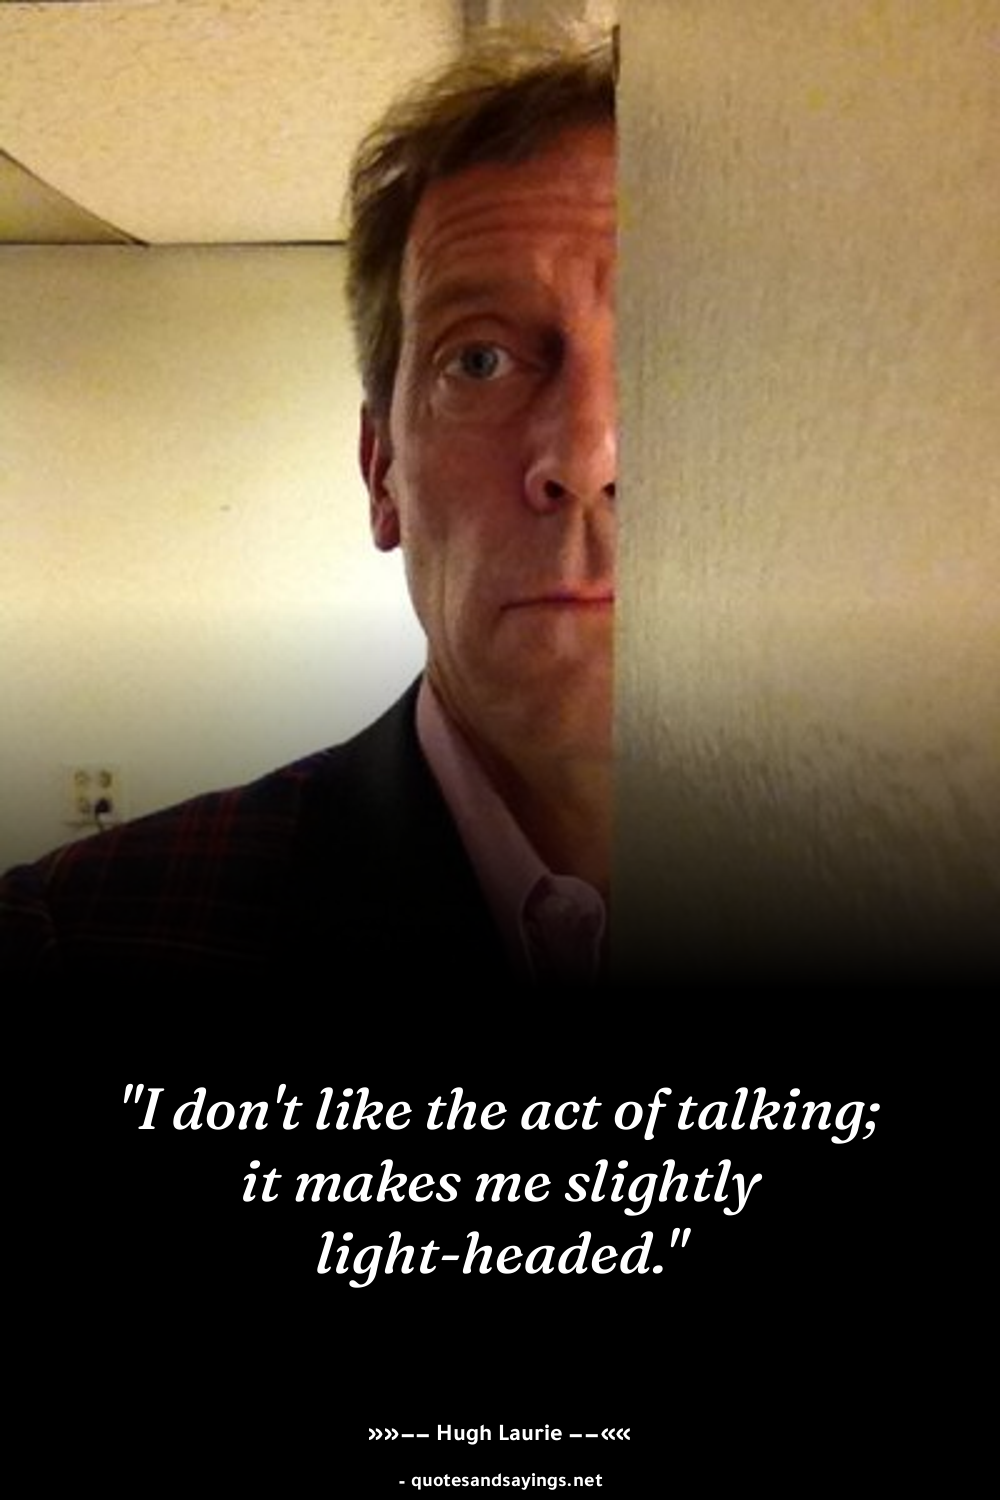 "I don't like the act of talking;
it makes me slightly
light-headed."
»»−− Hugh Laurie −−««
- quotesandsayings.net